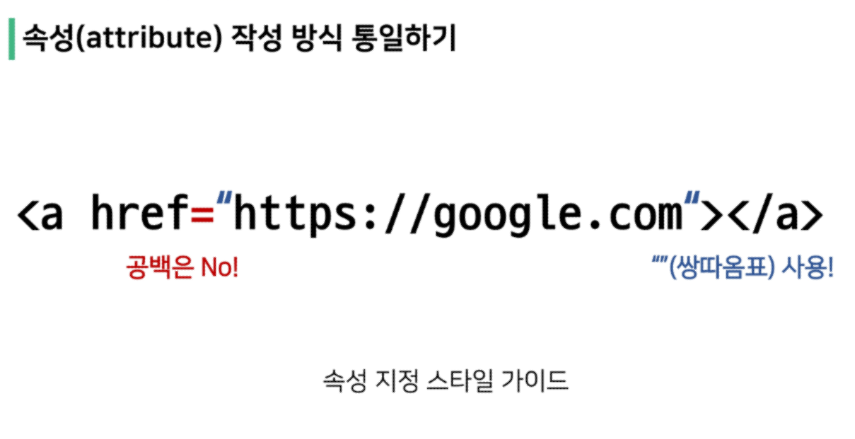 속성(attribute) 작성 방식 통일하기
<a href=“https://google.com“></a>
공백은 No! “”(쌍따옴표) 사용!
속성 지정 스타일 가이드